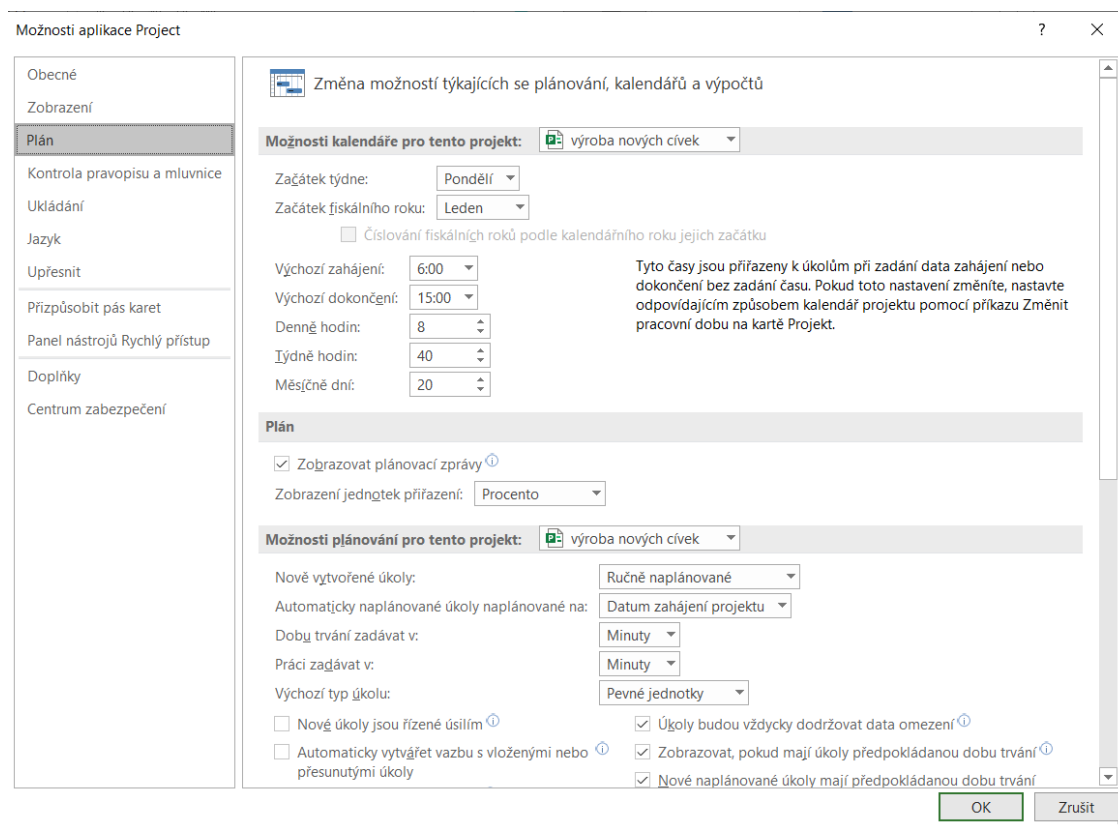 Možnosti aplikace Project
?
Obecné
Zobrazení
Plán
Kontrola pravopisu a mluvnice
Ukládání
Jazyk
Upřesnit
Přizpůsobit pás karet
Panel nástrojů Rychlý přístup
Doplňky
Centrum zabezpečení
Změna možností týkajících se plánování, kalendářů a výpočtů
Možnosti kalendáře pro tento projekt: výroba nových cívek
Začátek týdne: Pondělí
Začátek fiskálního roku: Leden
Číslování fiskálních roků podle kalendářního roku jejich začátku
Výchozí zahájení: 6:00
Výchozí dokončení: 15:00
Denně hodin: 8
Týdně hodin: 40
Měsíčně dní: 20
Tyto časy jsou přiřazeny k úkolům při zadání data zahájení nebo
dokončení bez zadání času. Pokud toto nastavení změníte, nastavte
odpovídajícím způsobem kalendář projektu pomocí příkazu Změnit
pracovní dobu na kartě Projekt.
Plán
Zobrazovat plánovací zprávy
Zobrazení jednotek přiřazení: Procento
Možnosti plánování pro tento projekt: výroba nových cívek
Nově vytvořené úkoly: Ručně naplánované
Automaticky naplánované úkoly naplánované na: Datum zahájení projektu
Dobu trvání zadávat v: Minuty
Práci zadávat v: Minuty
Výchozí typ úkolu: Pevné jednotky
Nové úkoly jsou řízené úsilím
Automaticky vytvářet vazbu s vloženými nebo
přesunutými úkoly
Úkoly budou vždycky dodržovat data omezení
Zobrazovat, pokud mají úkoly předpokládanou dobu trvání
Nové naplánované úkoly mají předpokládanou dobu trvání
OK
Zrušit